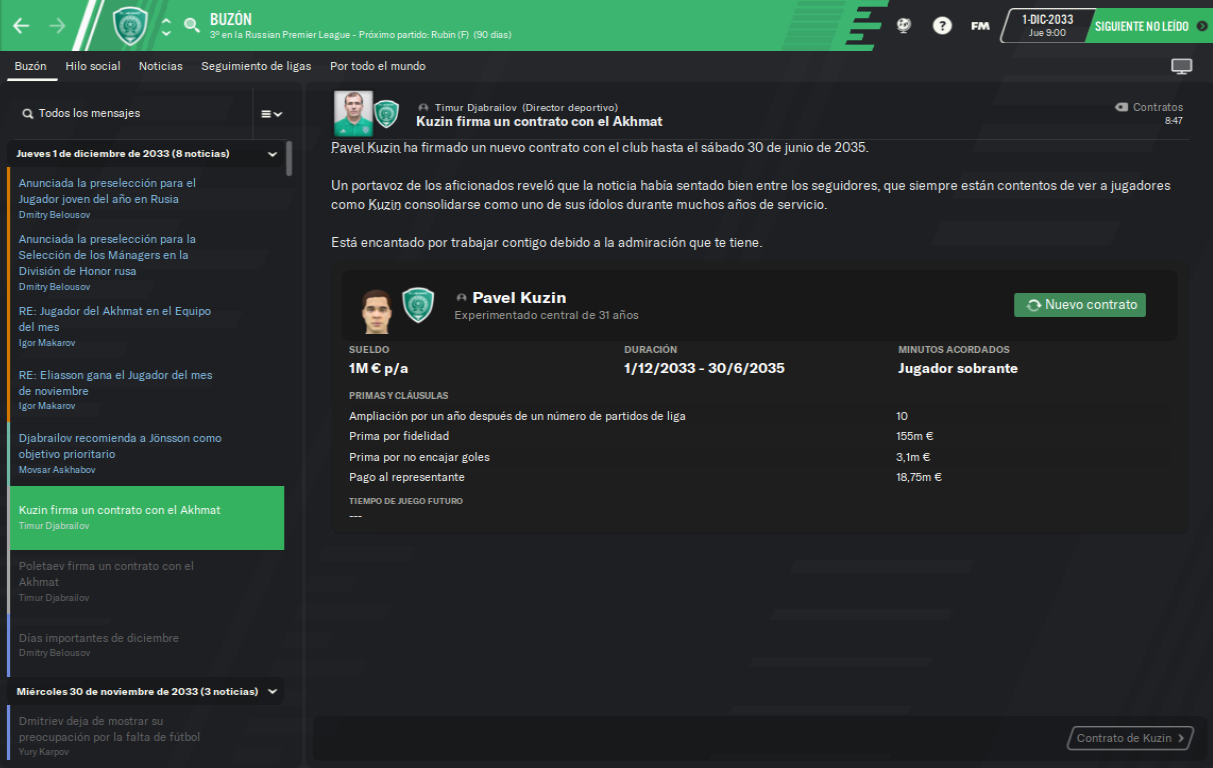 BUZÓN
3º en la Russian Premier League - Próximo partido: Rubin (F) (90 días)
?
FM
1-DIC-2033
Jue 9:00
SIGUIENTE NO LEÍDO
Buzón Hilo social Noticias Seguimiento de ligas Por todo el mundo
Todos los mensajes
Jueves 1 de diciembre de 2033 (8 noticias)
Anunciada la preselección para el
Jugador joven del año en Rusia
Dmitry Belousov
Anunciada la preselección para la
Selección de los Mánagers en la
División de Honor rusa
Dmitry Belousov
RE: Jugador del Akhmat en el Equipo
del mes
Igor Makarov
RE: Eliasson gana el Jugador del mes
de noviembre
Igor Makarov
Djabrailov recomienda a Jönsson como
objetivo prioritario
Movsar Askhabov
Kuzin firma un contrato con el Akhmat
Timur Djabrailov
Poletaev firma un contrato con el
Akhmat
Timur Djabrailov
Días importantes de diciembre
Dmitry Belousov
Miércoles 30 de noviembre de 2033 (3 noticias)
Dmitriev deja de mostrar su
preocupación por la falta de fútbol
Yury Karpov
Timur Djabrailov (Director deportivo)
Kuzin firma un contrato con el Akhmat
Contratos
8:47
Pavel Kuzin ha firmado un nuevo contrato con el club hasta el sábado 30 de junio de 2035.
Un portavoz de los aficionados reveló que la noticia había sentado bien entre los seguidores, que siempre están contentos de ver a jugadores
como Kuzin consolidarse como uno de sus ídolos durante muchos años de servicio.
Está encantado por trabajar contigo debido a la admiración que te tiene.
Pavel Kuzin
Experimentado central de 31 años
Nuevo contrato
SUELDO DURACIÓN MINUTOS ACORDADOS
1M € p/a 1/12/2033 - 30/6/2035 Jugador sobrante
PRIMAS Y CLÁUSULAS
Ampliación por un año después de un número de partidos de liga 10
Prima por fidelidad 155m €
Prima por no encajar goles 3,1m €
Pago al representante 18,75m €
TIEMPO DE JUEGO FUTURO
---
Contrato de Kuzin